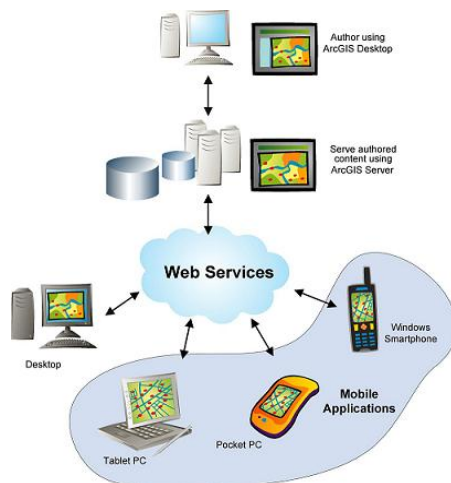 Author using
ArcGIS Desktop
Serve authored
content using
ArcGIS Server
Web Services
Windows
Smartphone
Desktop
Mobile
Applications
Pocket PC
Tablet PC